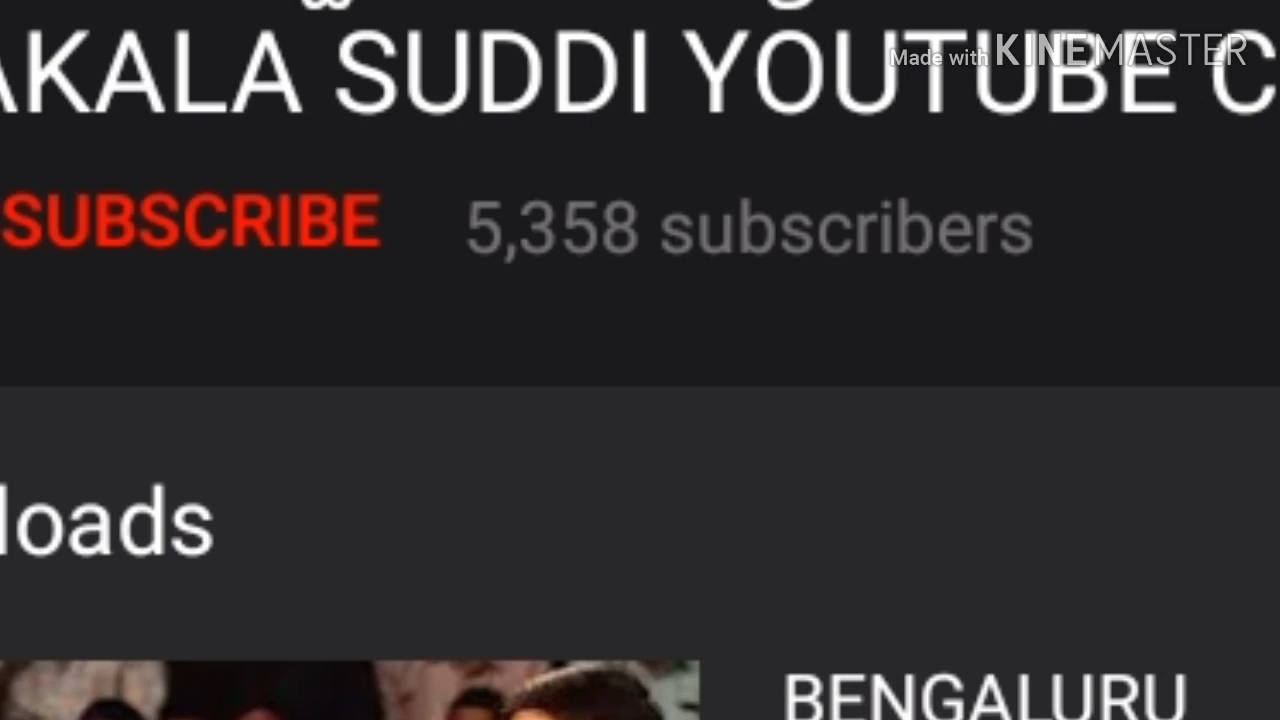 AKALA SUDDI YOUTUBE C
Made with KINEMASTER
SUBSCRIBE 5,358 subscribers
loads
BENGALURU